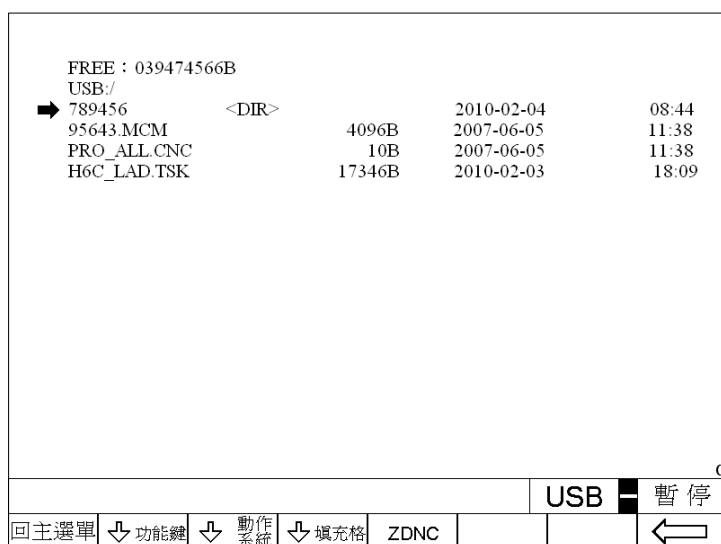 FREE：039474566B
USB:/
789456 <DIR> 2010-02-04 08:44
95643.MCM 4096B 2007-06-05 11:38
PRO_ALL.CNC 10B 2007-06-05 11:38
H6C_LAD.TSK 17346B 2010-02-03 18:09
USB 暫停
回主選單 功能鍵 動作系統 填充格 ZDNC